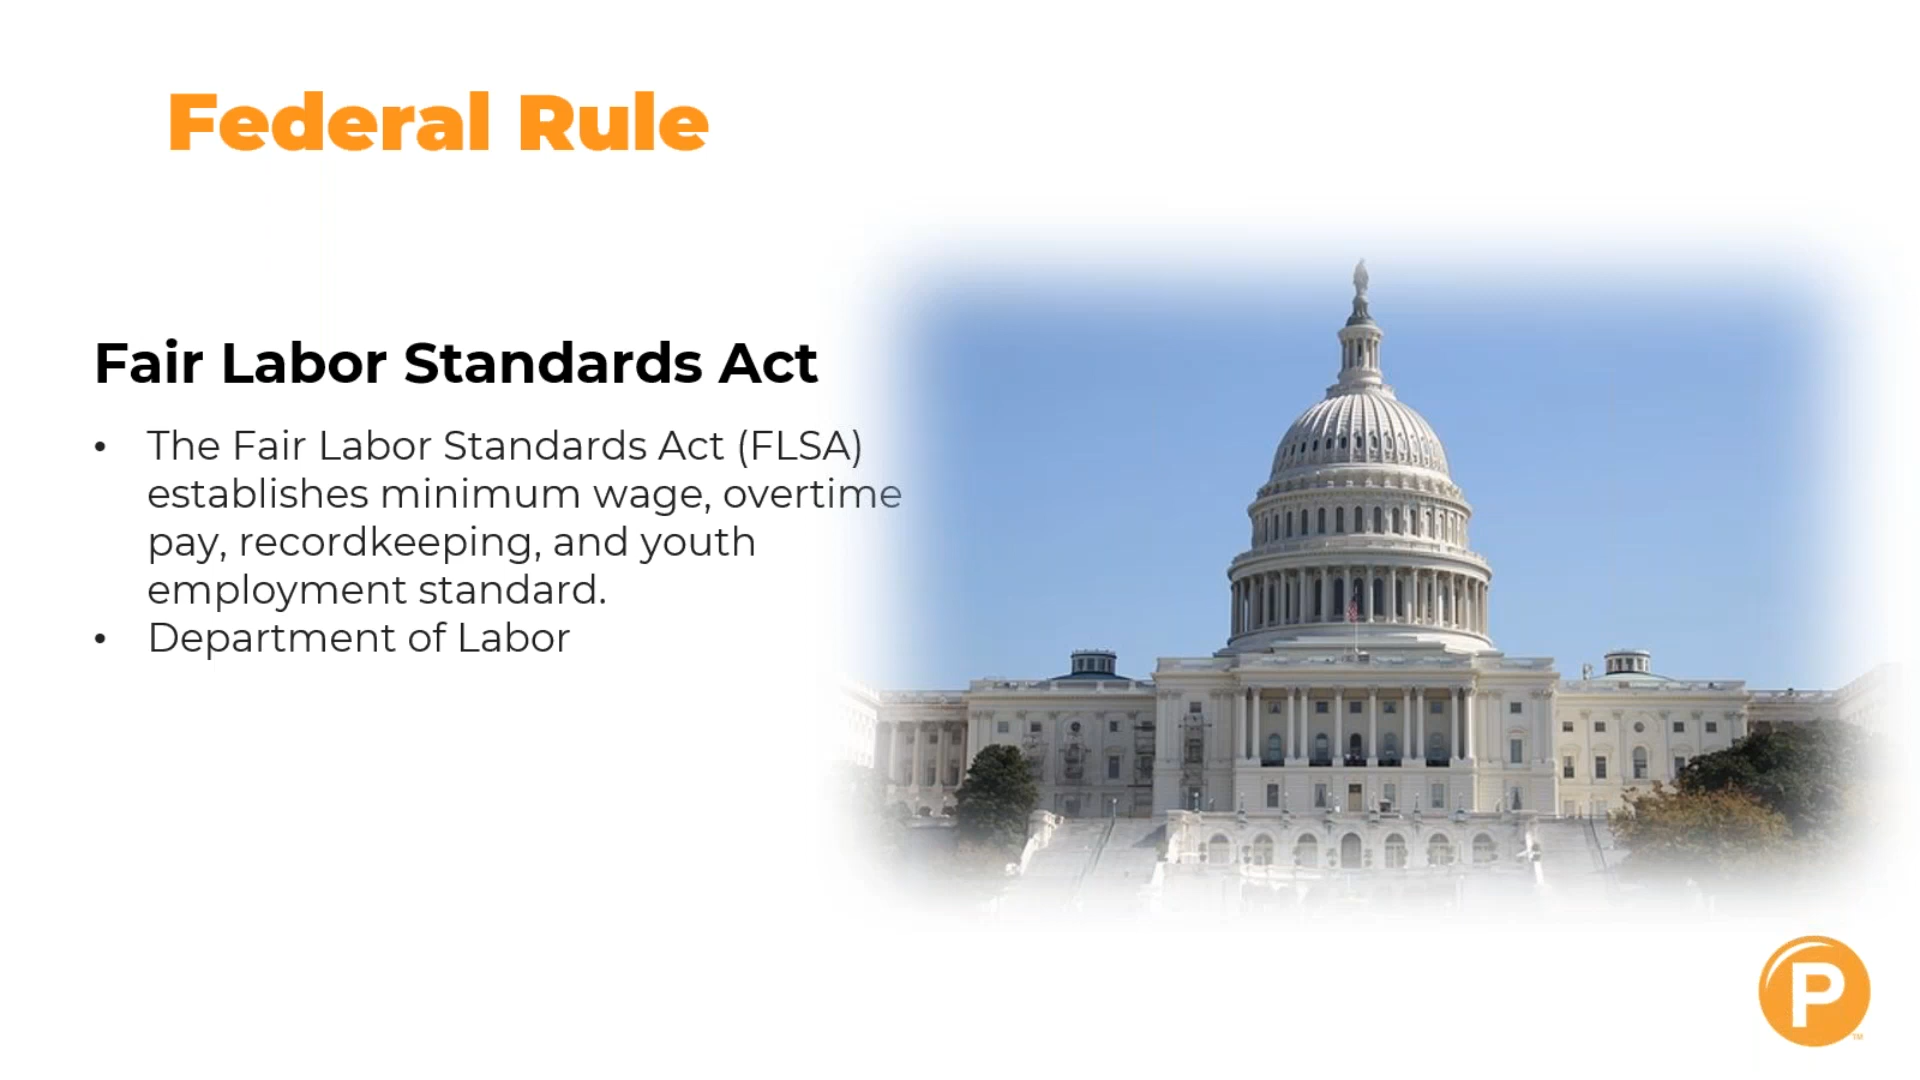 Federal Rule
Fair Labor Standards Act
• The Fair Labor Standards Act (FLSA)
establishes minimum wage, overtime
pay, recordkeeping, and youth
employment standard.
• Department of Labor
P
TM